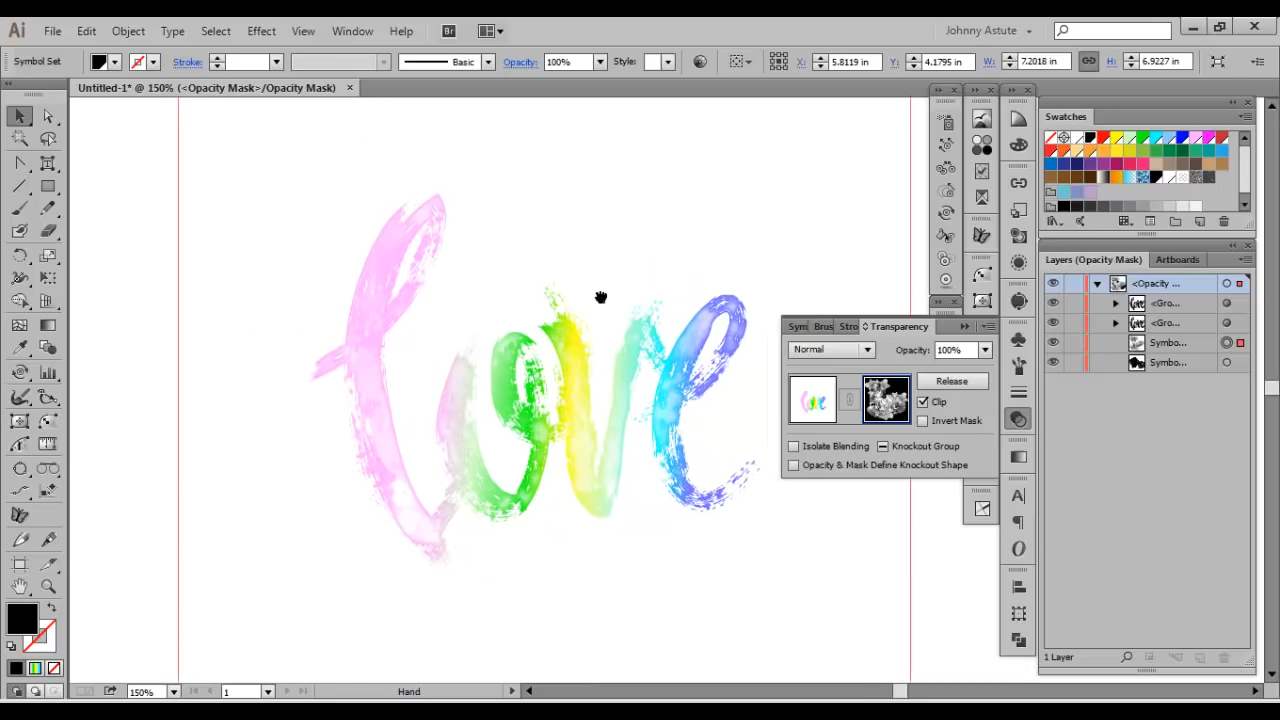 Ai File Edit Object Type Select Effect View Window Help Br Johnny Astute
Symbol Set Stroke: Basic Opacity: 100% Style: X: 5.8119 in Y: 4.1795 in W: 7.2018 in H: 6.9227 in
Untitled-1* @ 150% (<Opacity Mask>/Opacity Mask) ×
Swatches
Layers (Opacity Mask) Artboards
<Opacity ...
<Gro...
<Gro...
Symbo...
Symbo...
Love
Sym Brus Stro Transparency
Normal Opacity: 100%
Release
Clip
Invert Mask
Isolate Blending Knockout Group
Opacity & Mask Define Knockout Shape
1 Layer
150% 1 Hand